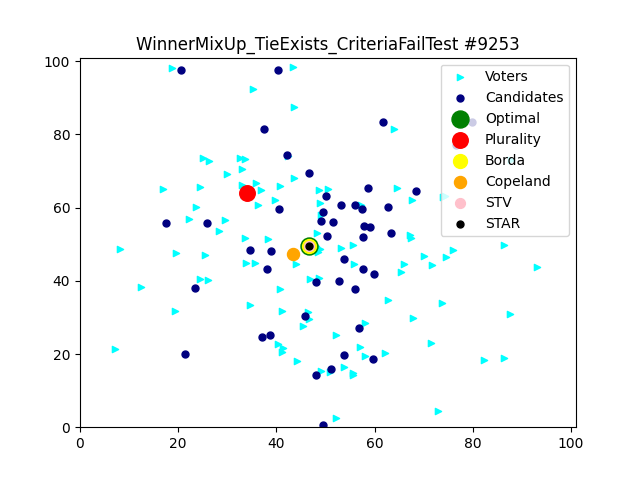 WinnerMixUp_TieExists_CriteriaFailTest #9253
100
80
60
40
20
0
0
20
40
60
80
100
Voters
Candidates
Optimal
Plurality
Borda
Copeland
STV
STAR